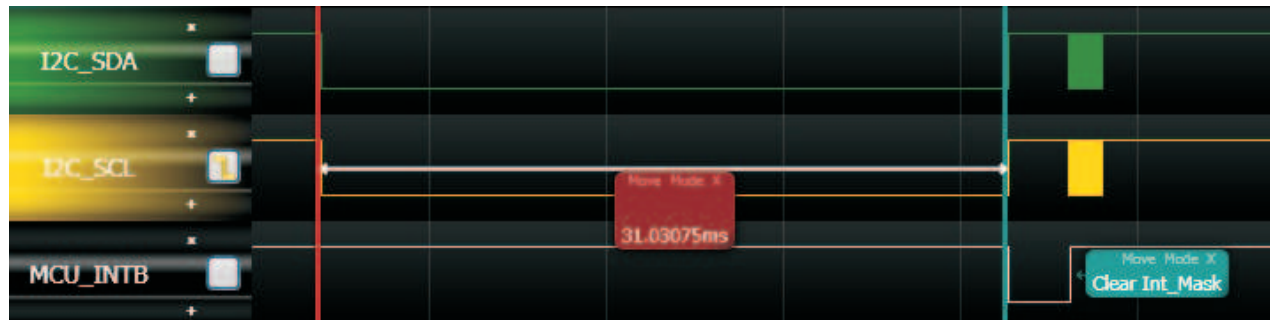 I2C_SDA
I2C_SCL
Move Mode X
31.03075ms
MCU_INTB
Move Mode X
Clear Int_Mask